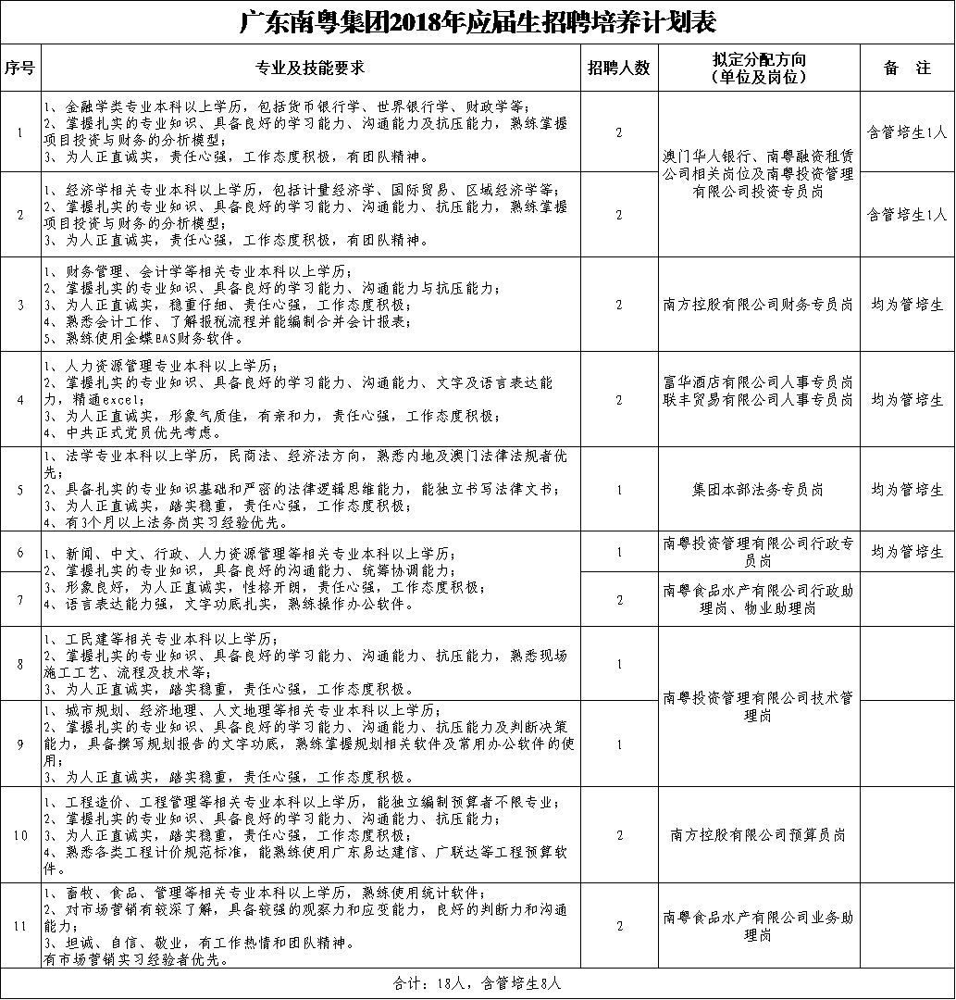 广东南粤集团2018年应届生招聘培养计划表
序号 专业及技能要求 招聘人数 拟定分配方向 备 注
（单位及岗位）
1
1、金融学类专业本科以上学历，包括货币银行学、世界银行学、财政学等；
2、掌握扎实的专业知识、具备良好的学习能力、沟通能力及抗压能力，熟练掌握
项目投资与财务的分析模型；
3、为人正直诚实，责任心强，工作态度积极，有团队精神。
2
澳门华人银行、南粤融资租赁
公司相关岗位及南粤投资管理
有限公司投资专员岗
含管培生1人
2
1、经济学相关专业本科以上学历，包括计量经济学、国际贸易、区域经济学等；
2、掌握扎实的专业知识、具备良好的学习能力、沟通能力、抗压能力，熟练掌握
项目投资与财务的分析模型；
3、为人正直诚实，责任心强，工作态度积极，有团队精神。
2
含管培生1人
3
1、财务管理、会计学等相关专业本科以上学历；
2、掌握扎实的专业知识、具备良好的学习能力、沟通能力与抗压能力；
3、为人正直诚实，稳重仔细、责任心强，工作态度积极；
4、熟悉会计工作、了解报税流程并能编制合并会计报表；
5、熟练使用金蝶BAS财务软件。
2
南方控股有限公司财务专员岗
均为管培生
4
1、人力资源管理专业本科以上学历；
2、掌握扎实的专业知识、具备良好的学习能力、沟通能力、文字及语言表达能
力，精通excel；
3、为人正直诚实，形象气质佳，有亲和力，责任心强，工作态度积极；
4、中共正式党员优先考虑。
2
富华酒店有限公司人事专员岗
联丰贸易有限公司人事专员岗
均为管培生
5
1、法学专业本科以上学历，民商法、经济法方向，熟悉内地及澳门法律法规者优
先；
2、具备扎实的专业知识基础和严密的法律逻辑思维能力，能独立书写法律文书；
3、为人正直诚实，踏实稳重，责任心强，工作态度积极；
4、有3个月以上法务岗实习经验优先。
1
集团本部法务专员岗
均为管培生
6
1、新闻、中文、行政、人力资源管理等相关专业本科以上学历；
2、掌握扎实的专业知识，具备良好的沟通能力、统筹协调能力；
3、形象良好，为人正直诚实，性格开朗，责任心强，工作态度积极；
4、语言表达能力强，文字功底扎实，熟练操作办公软件。
1
南粤投资管理有限公司行政专
员岗
均为管培生
7
2
南粤食品水产有限公司行政助
理岗、物业助理岗
8
1、工民建等相关专业本科以上学历；
2、掌握扎实的专业知识、具备良好的学习能力、沟通能力、抗压能力，熟悉现场
施工工艺、流程及技术等；
3、为人正直诚实，踏实稳重，责任心强，工作态度积极。
1
南粤投资管理有限公司技术管
理岗
9
1、城市规划、经济地理、人文地理等相关专业本科以上学历；
2、掌握扎实的专业知识、具备良好的学习能力、沟通能力、抗压能力及判断决策
能力，具备撰写规划报告的文字功底，熟练掌握规划相关软件及常用办公软件的使
用；
3、为人正直诚实，踏实稳重，责任心强，工作态度积极。
1
10
1、工程造价、工程管理等相关专业本科以上学历，能独立编制预算者不限专业；
2、掌握扎实的专业知识、具备良好的学习能力、沟通能力、抗压能力；
3、为人正直诚实，踏实稳重，责任心强，工作态度积极；
4、熟悉各类工程计价规范标准，能熟练使用广东易达建信、广联达等工程预算软
件。
2
南方控股有限公司预算员岗
11
1、畜牧、食品、管理等相关专业本科以上学历，熟练使用统计软件；
2、对市场营销有较深了解，具备较强的观察力和应变能力，良好的判断力和沟通
能力；
3、坦诚、自信、敬业，有工作热情和团队精神。
有市场营销实习经验者优先。
2
南粤食品水产有限公司业务助
理岗
合计：18人，含管培生8人